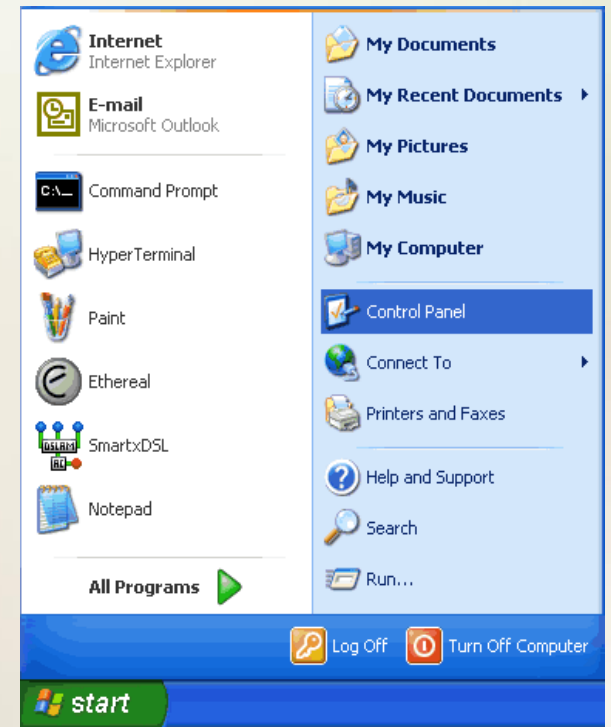 Internet
Internet Explorer
E-mail
Microsoft Outlook
C:\_
Command Prompt
HyperTerminal
Paint
Ethereal
DSLAM
AC
SmartxDSL
Notepad
All Programs
My Documents
My Recent Documents
My Pictures
My Music
My Computer
Control Panel
Connect To
Printers and Faxes
Help and Support
Search
Run...
Log Off
Turn Off Computer
start